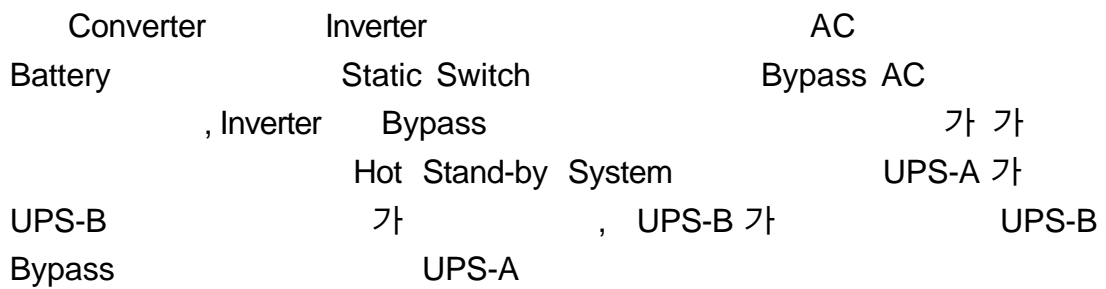 Converter Inverter AC
Battery Static Switch Bypass AC
, Inverter Bypass 가 가
Hot Stand-by System UPS-A 가
UPS-B 가 , UPS-B 가 UPS-B
Bypass UPS-A